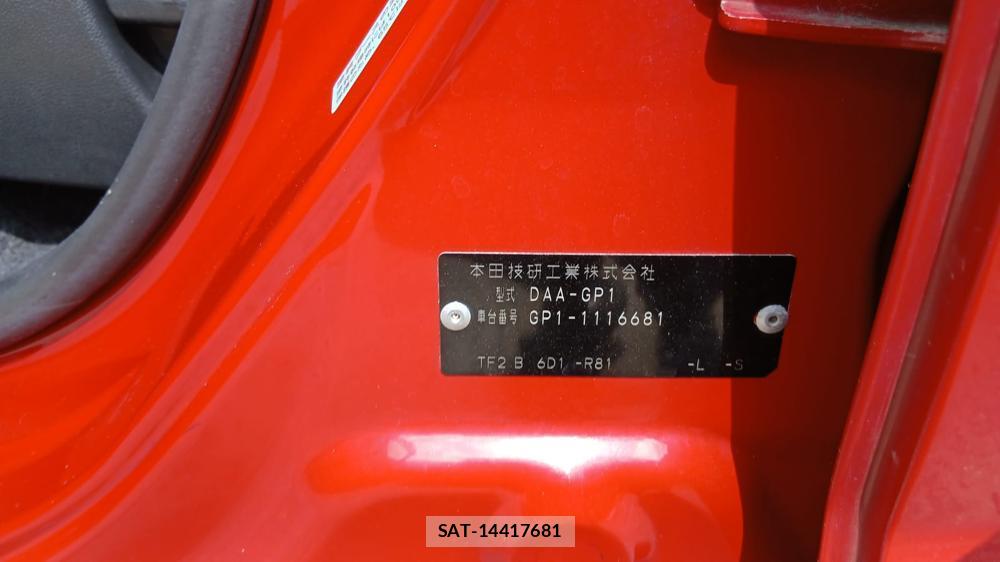 本田技研工業株式会社
型式 DAA-GP1
車台番号 GP1-1116681
TF2 B 6D1 -R81 -L -S
SAT-14417681